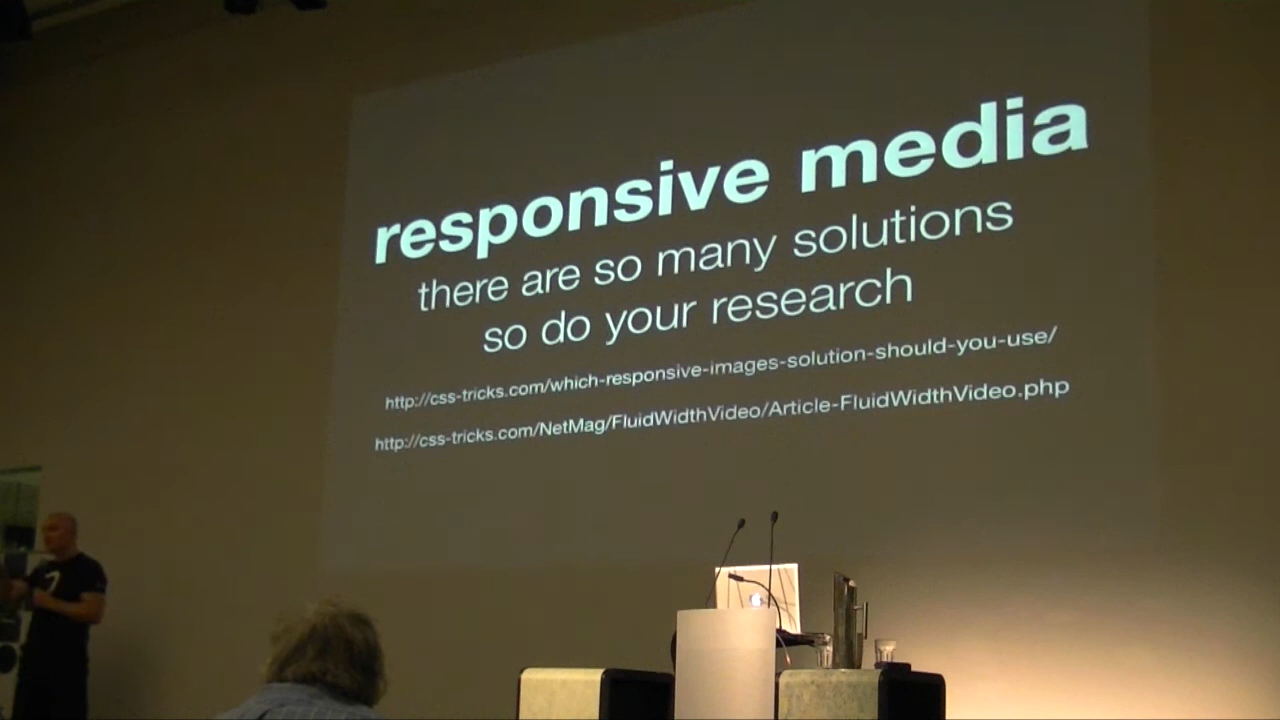 responsive media
there are so many solutions
so do your research
http://css-tricks.com/which-responsive-images-solution-should-you-use/
http://css-tricks.com/NetMag/FluidWidthVideo/Article-FluidWidthVideo.php